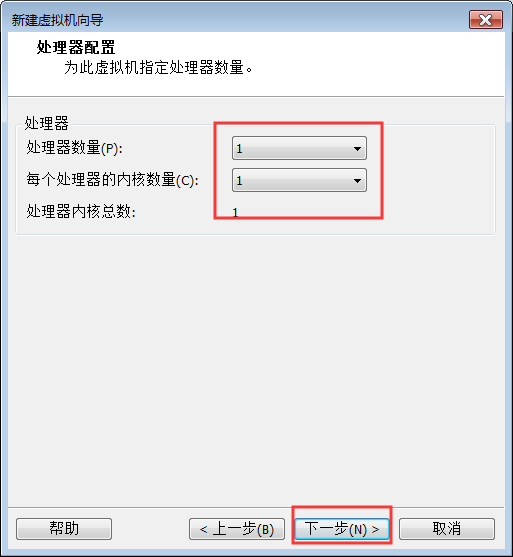 新建虚拟机向导
处理器配置
为此虚拟机指定处理器数量。
处理器
处理器数量(P):
1
每个处理器的内核数量(C):
1
处理器内核总数:
1
帮助
< 上一步(B)
下一步(N) >
取消